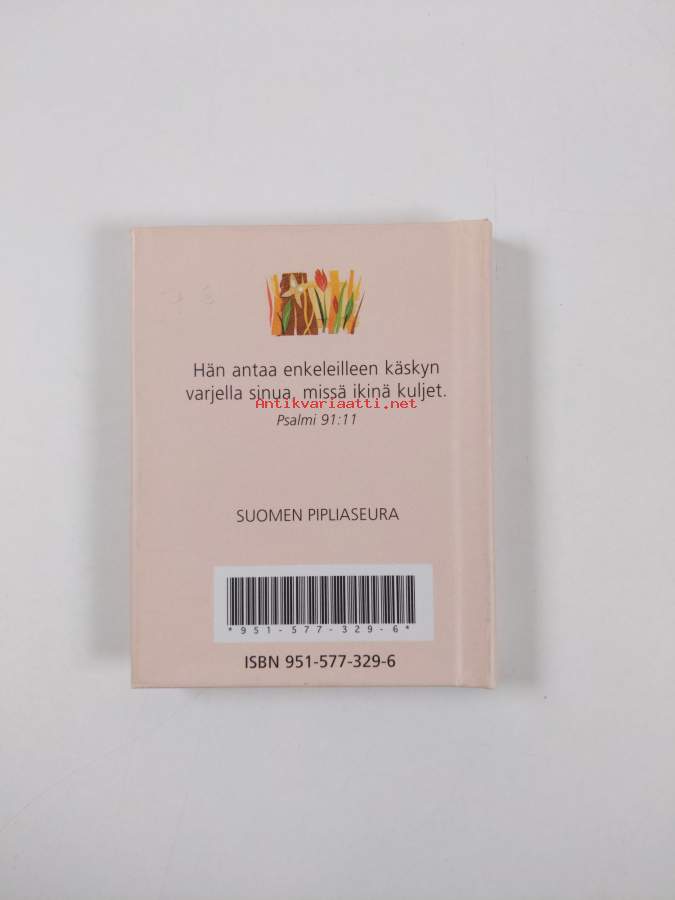 Hän antaa enkeleilleen käskyn
varjella sinua, missä ikinä kuljet.
Antikvariaatti.net
Psalmi 91:11
SUOMEN PIPLIASEURA
*951-577-329-6*
ISBN 951-577-329-6